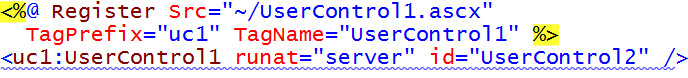 <%@ Register Src="~/UserControl1.ascx"
TagPrefix="uc1" TagName="UserControl1" %>
<uc1:UserControl1 runat="server" id="UserControl2" />